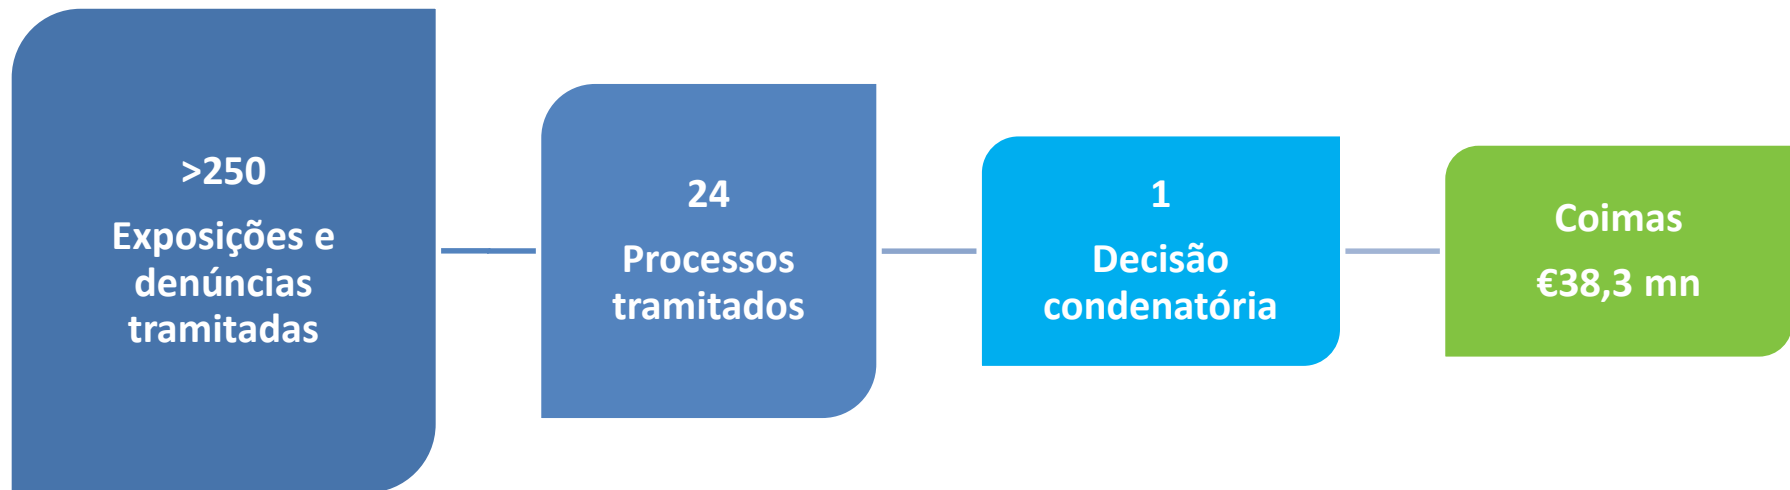 >250
Exposições e
denúncias
tramitadas
24
Processos
tramitados
1
Decisão
condenatória
Coimas
€38,3 mn